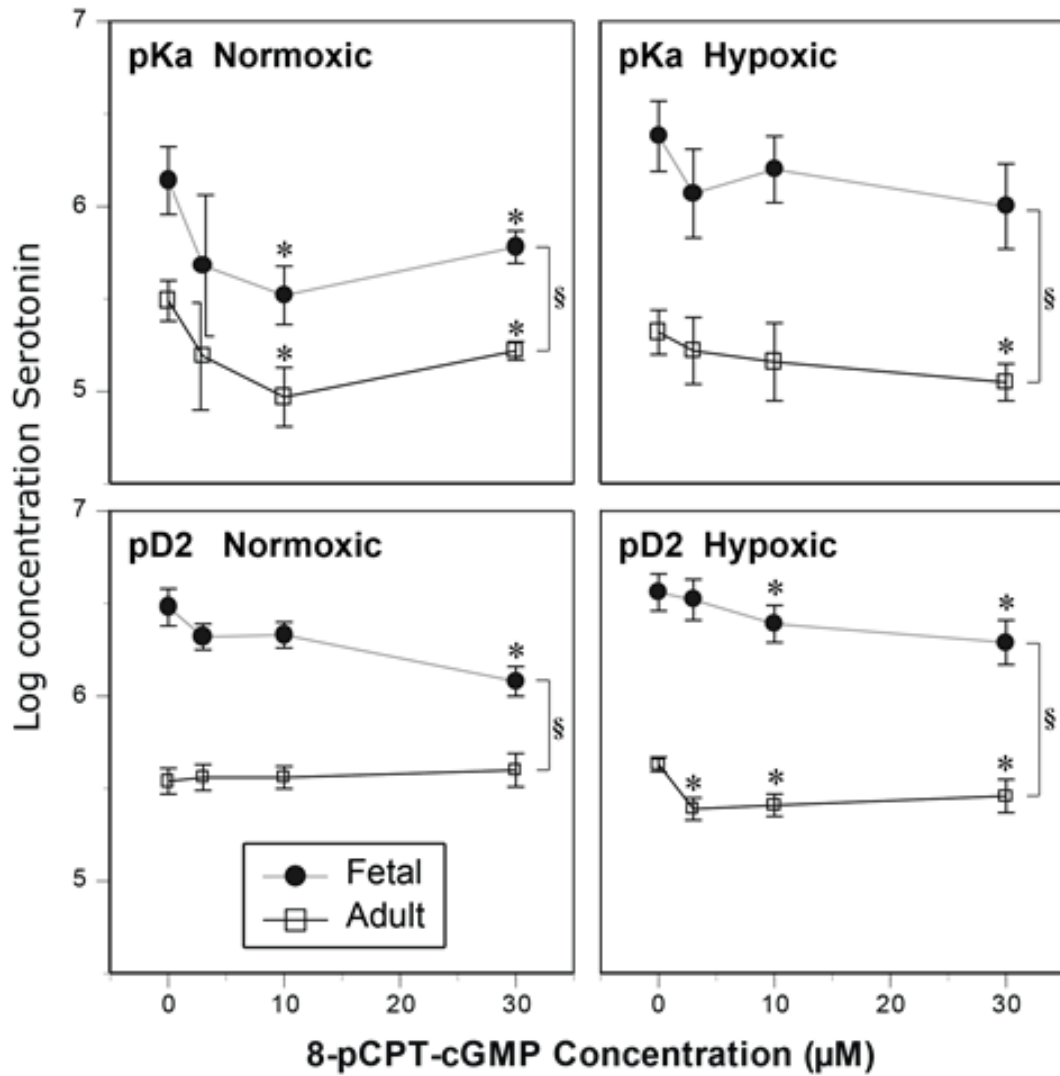 Log concentration Serotonin
7
pKa Normoxic
pKa Hypoxic
6
*
*
§
*
*
5
*
§
7
pD2 Normoxic
pD2 Hypoxic
*
*
*
6
§
*
*
*
§
5
Fetal
Adult
0 10 20 30
0 10 20 30
8-pCPT-cGMP Concentration (µM)